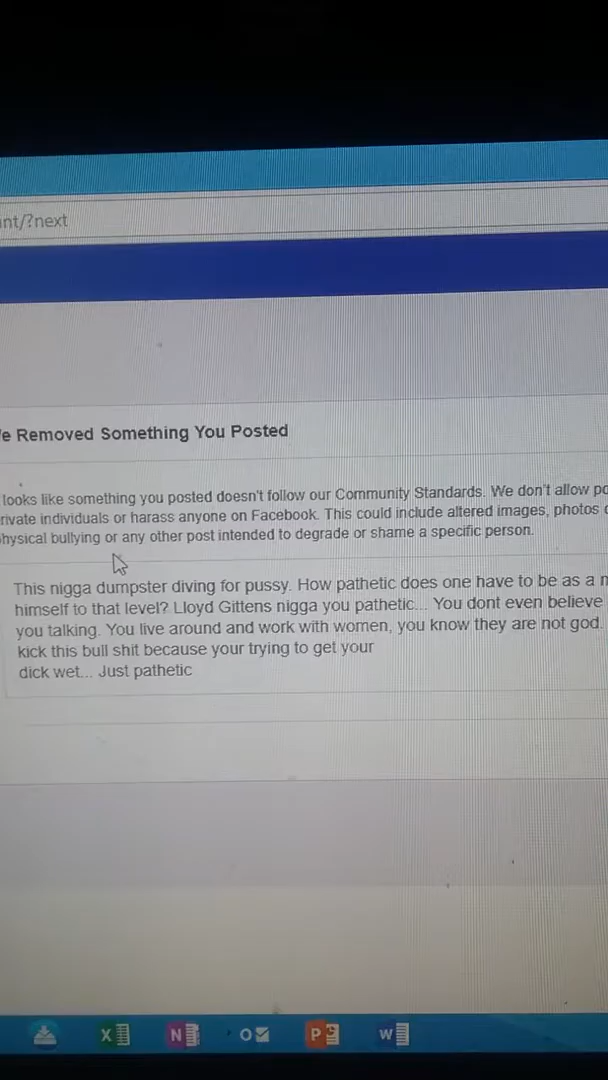 nt/?next
e Removed Something You Posted
looks like something you posted doesn't follow our Community Standards. We don't allow
rivate individuals or harass anyone on Facebook. This could include altered images, photos
hysical bullying or any other post intended to degrade or shame a specific person.
This nigga dumpster diving for pussy. How pathetic does one have to be as a
himself to that level? Lloyd Gittens nigga you pathetic... You dont even believe
you talking. You live around and work with women, you know they are not god.
kick this bull shit because your trying to get your
dick wet... Just pathetic
X
N
O
P
W